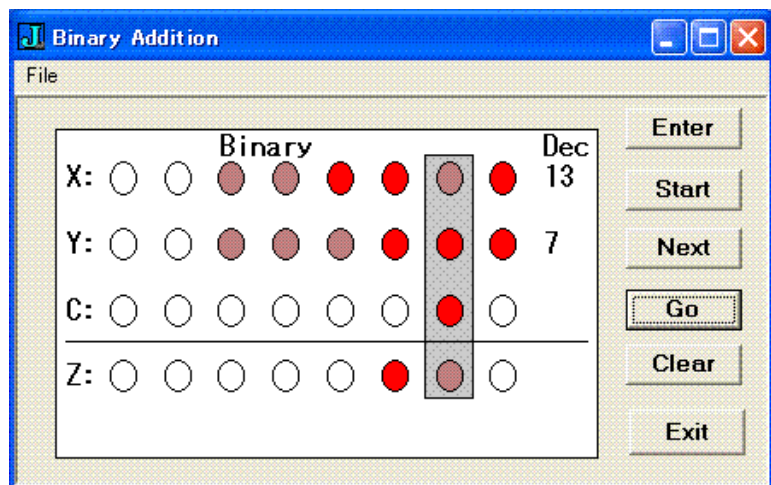 J Binary Addition
File
Binary Dec
X: 13
Y: 7
C:
Z:
Enter
Start
Next
Go
Clear
Exit